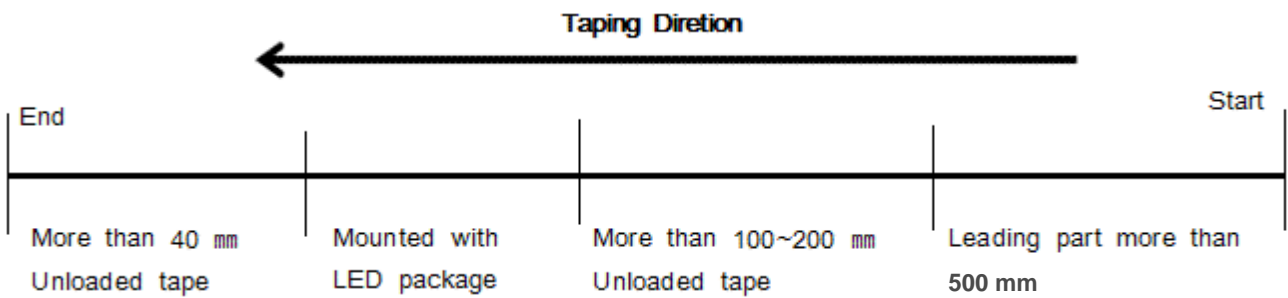 Taping Diretion
End
Start
More than 40 mm
Unloaded tape
Mounted with
LED package
More than 100~200 mm
Unloaded tape
Leading part more than
500 mm